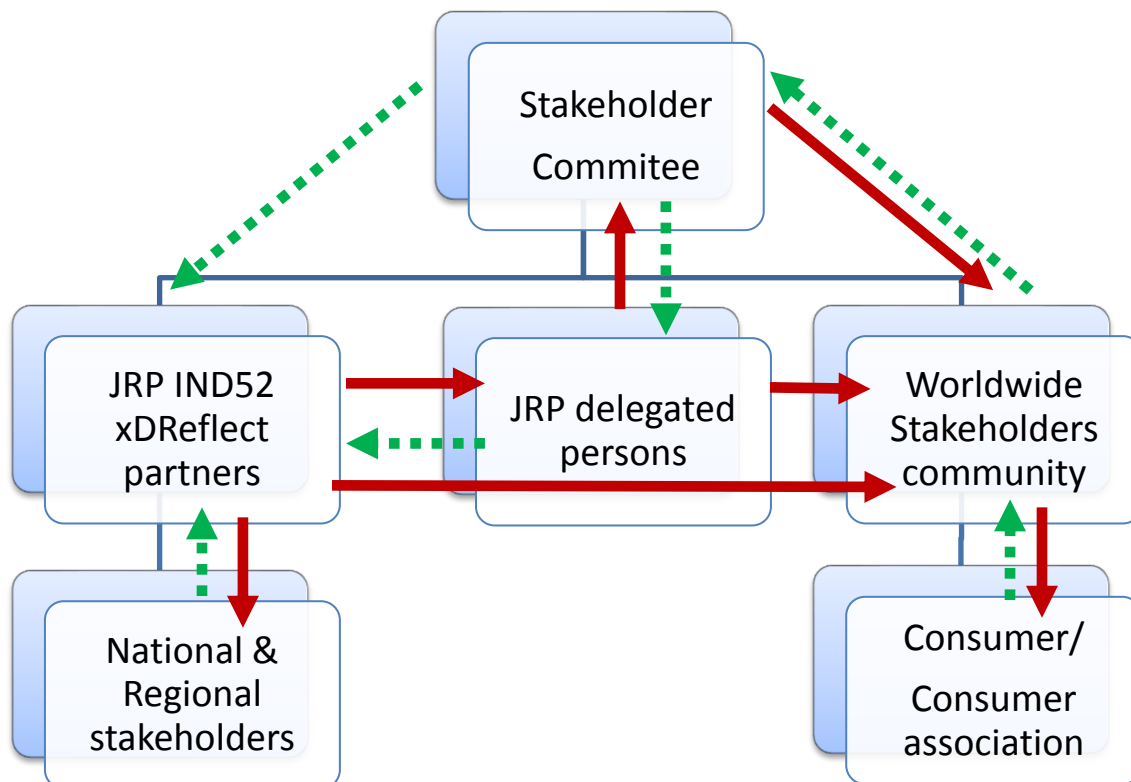 Stakeholder
Commitee
JRP IND52
xDReflect
partners
JRP delegated
persons
Worldwide
Stakeholders
community
National &
Regional
stakeholders
Consumer/
Consumer
association